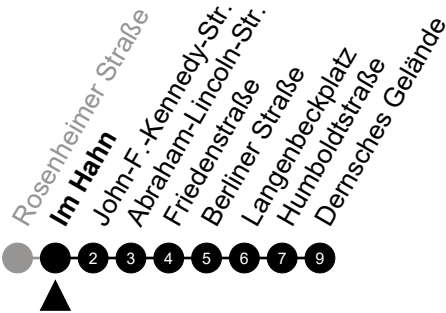 Rosenheimer Straße
Im Hahn
John-F.-Kennedy-Str.
Abraham-Lincoln-Str.
Friedenstraße
Berliner Straße
Langenbeckplatz
Humboldtstraße
Dernsches Gelände
2 3 4 5 6 7 9